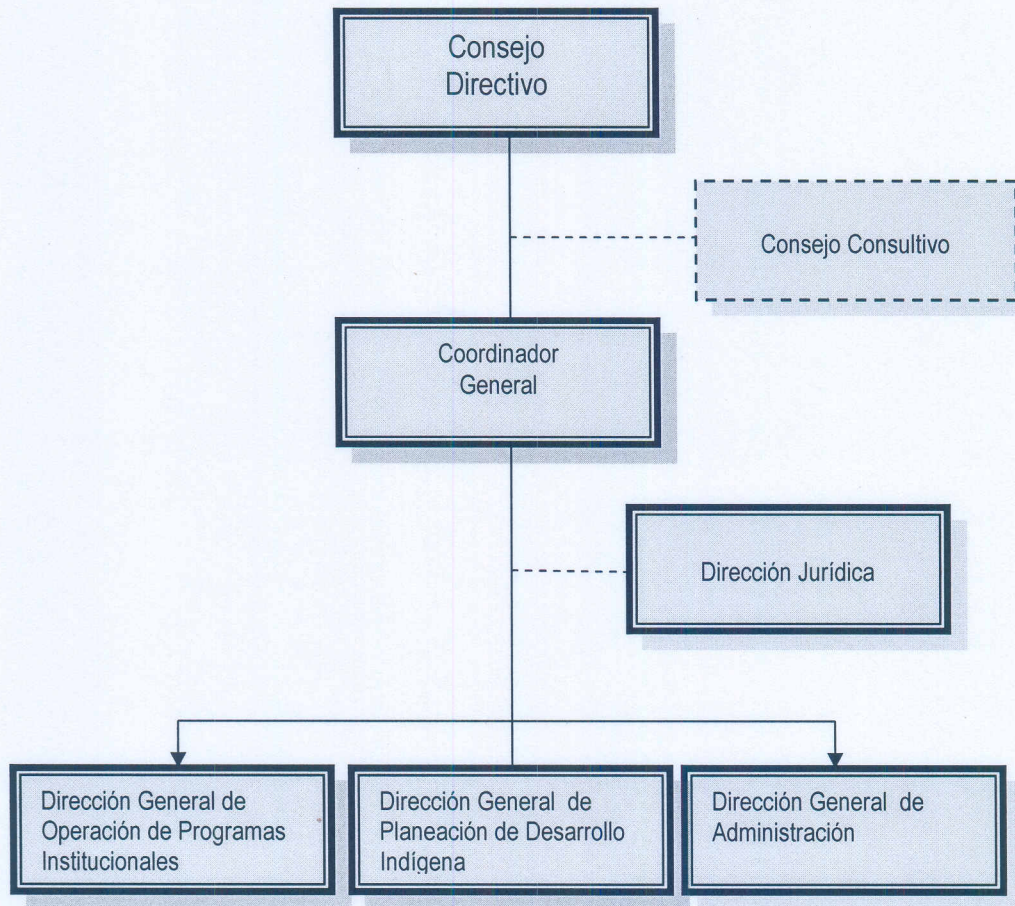 Consejo
Directivo
Consejo Consultivo
Coordinador
General
Dirección Jurídica
Dirección General de
Operación de Programas
Institucionales
Dirección General de
Planeación de Desarrollo
Indígena
Dirección General de
Administración